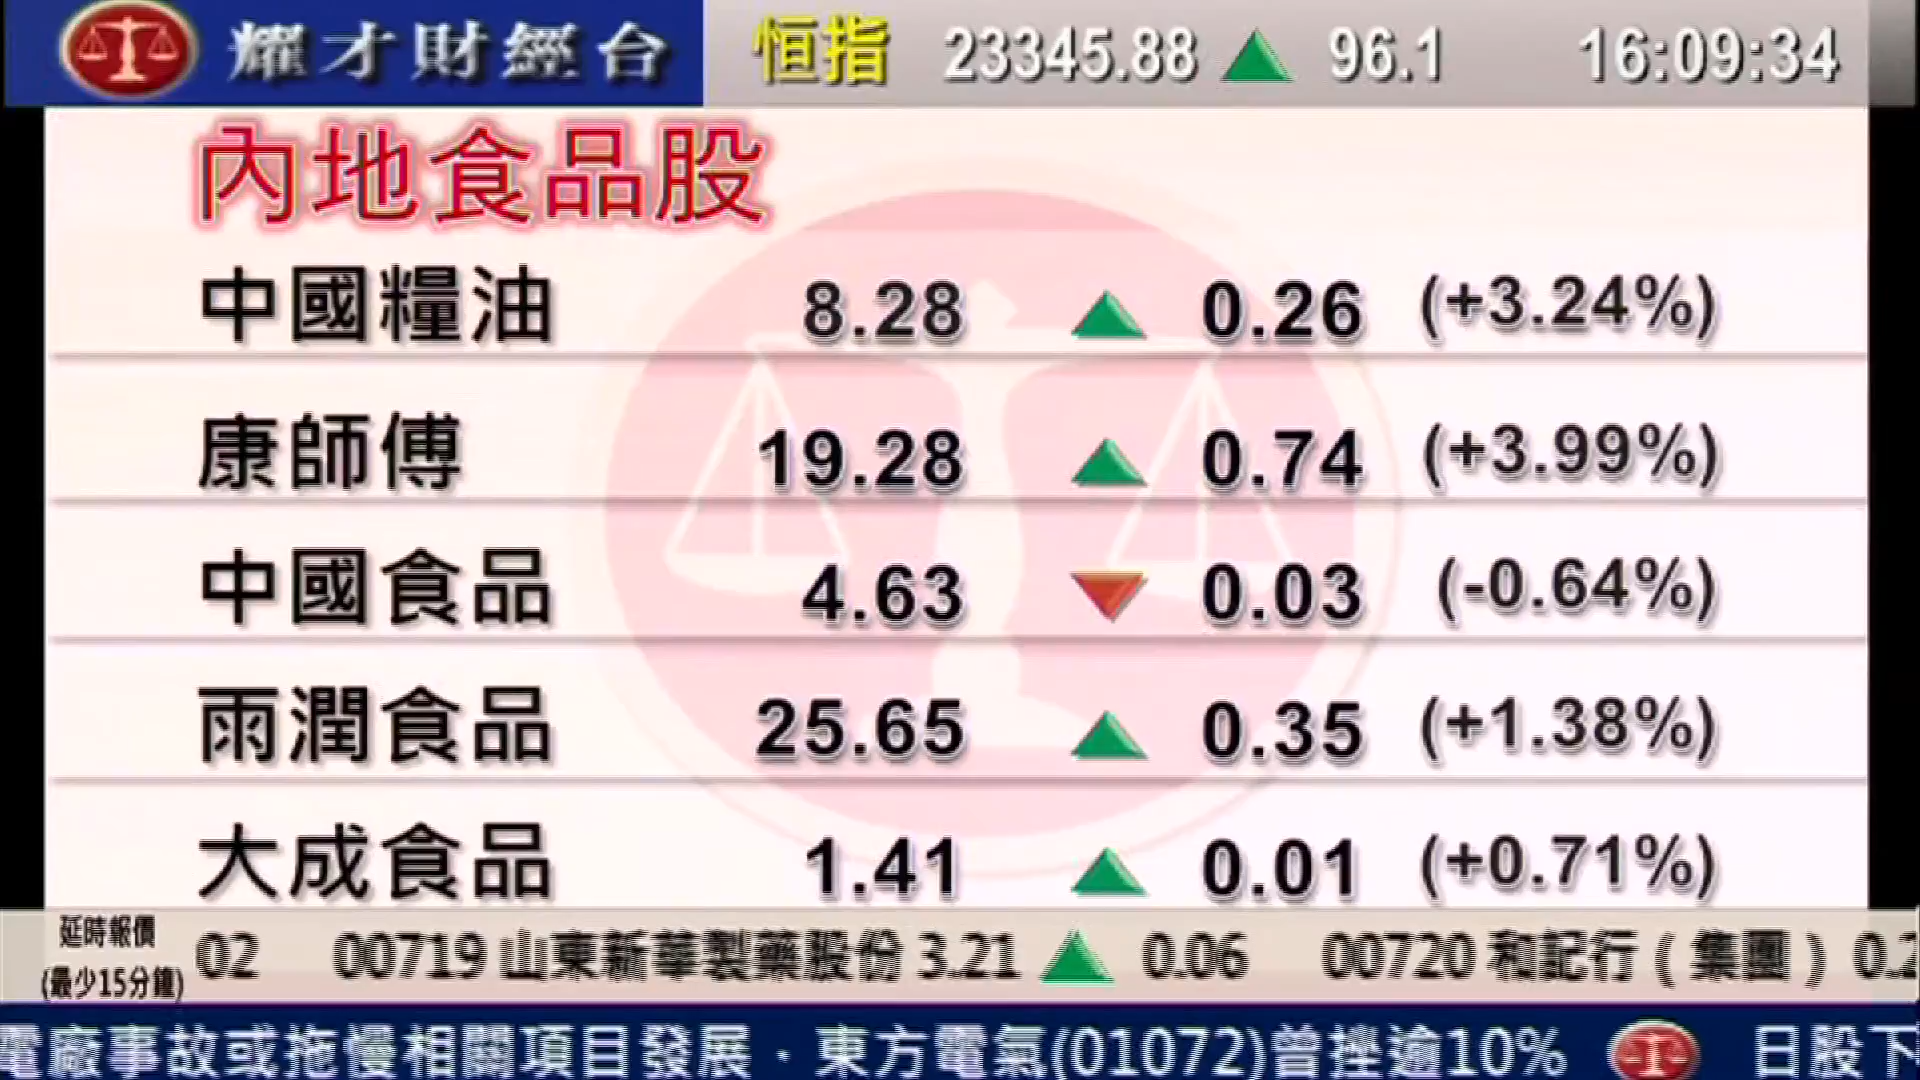 耀才財經台 恒指 23345.88 ▲ 96.1 16:09:34
內地食品股
中國糧油 8.28 ▲ 0.26 (+3.24%)
康師傅 19.28 ▲ 0.74 (+3.99%)
中國食品 4.63 ▼ 0.03 (-0.64%)
雨潤食品 25.65 ▲ 0.35 (+1.38%)
大成食品 1.41 ▲ 0.01 (+0.71%)
延時報價
(最少15分鐘)
02 00719 山東新華製藥股份 3.21 ▲ 0.06 00720 和記行(集團) 0.2
電廠事故或拖慢相關項目發展‧東方電氣(01072)曾挫逾10% 日股下